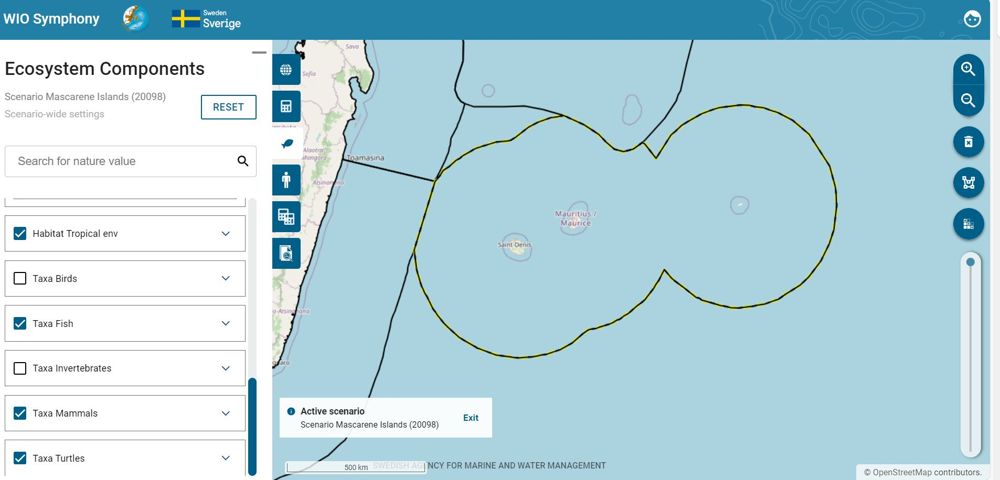 WIO Symphony
Sweden
Sverige
Ecosystem Components
Scenario Mascarene Islands (20098)
Scenario-wide settings
RESET
Search for nature value
Habitat Tropical env
Taxa Birds
Taxa Fish
Taxa Invertebrates
Taxa Mammals
Taxa Turtles
Sava
Sofia
Alaotra-
Mangoro
Toamasina
Atsinanana
Mauritius /
Maurice
Saint-Denis
o-Atsinanana
Active scenario
Scenario Mascarene Islands (20098)
Exit
500 km
SWEDISH AGENCY FOR MARINE AND WATER MANAGEMENT
© OpenStreetMap contributors.